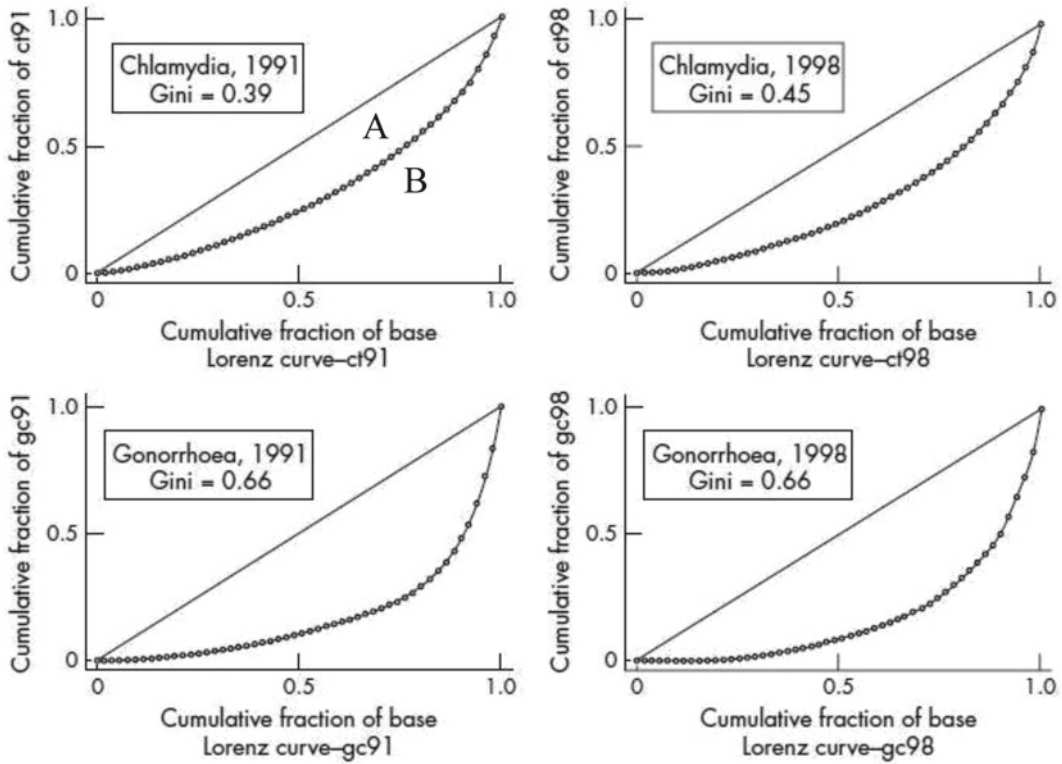 Cumulative fraction of ct91
1.0
0.5
0
Chlamydia, 1991
Gini = 0.39
A
B
0
0.5
1.0
Cumulative fraction of base
Lorenz curve–ct91
Cumulative fraction of ct98
1.0
0.5
0
Chlamydia, 1998
Gini = 0.45
0
0.5
1.0
Cumulative fraction of base
Lorenz curve–ct98
Cumulative fraction of gc91
1.0
0.5
0
Gonorrhoea, 1991
Gini = 0.66
0
0.5
1.0
Cumulative fraction of base
Lorenz curve–gc91
Cumulative fraction of gc98
1.0
0.5
0
Gonorrhoea, 1998
Gini = 0.66
0
0.5
1.0
Cumulative fraction of base
Lorenz curve–gc98